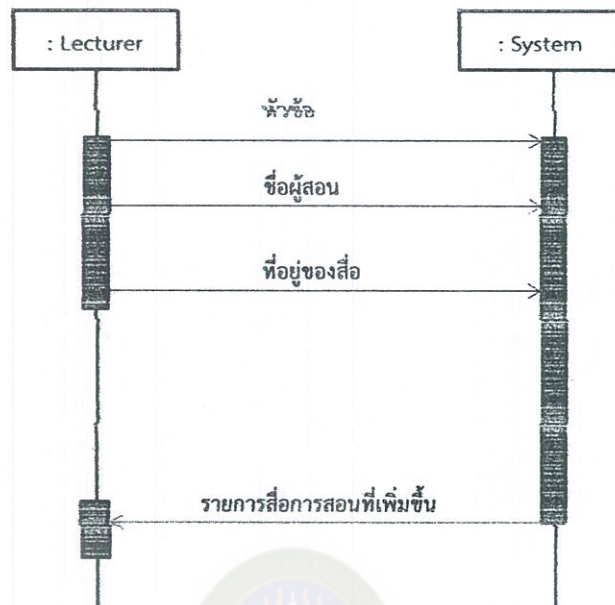 : Lecturer
: System
หัวข้อ
ชื่อผู้สอน
ที่อยู่ของสื่อ
รายการสื่อการสอนที่เพิ่มขึ้น